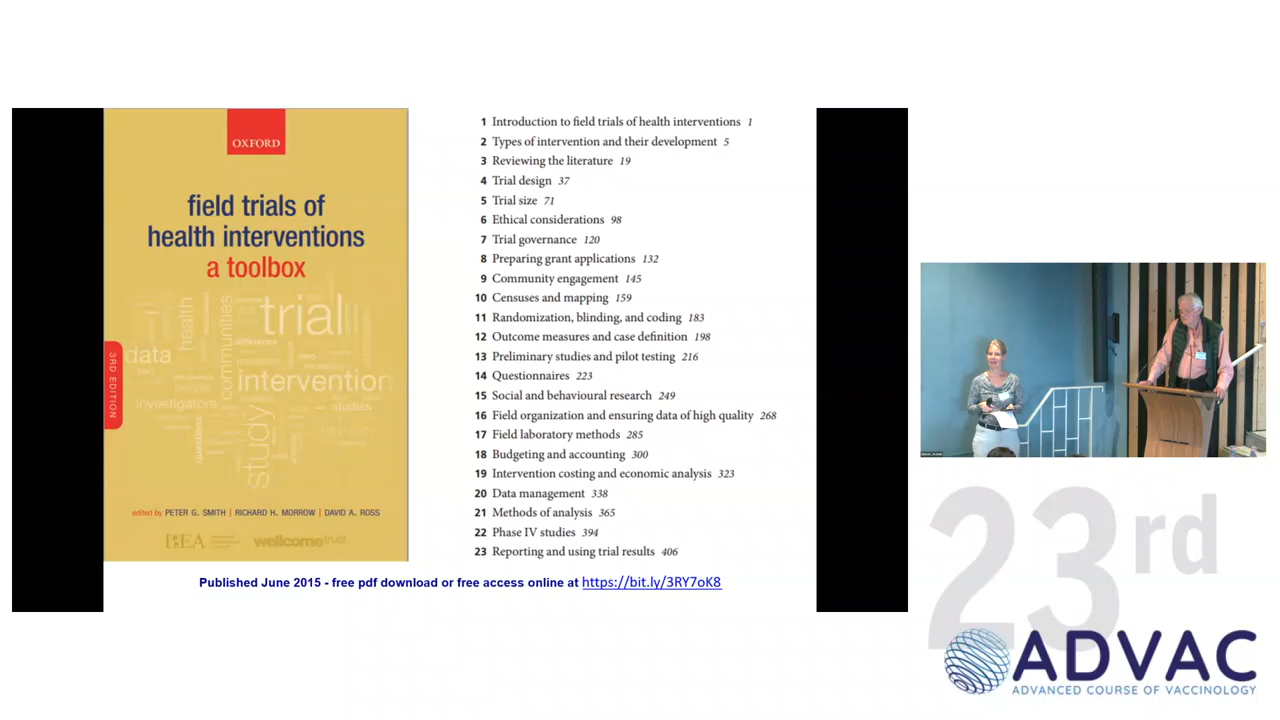 OXFORD
field trials of
health interventions
a toolbox
trial
health
communities
data
intervention
investigators
studies
study
questions
3RD EDITION
edited by PETER G. SMITH | RICHARD H. MORROW | DAVID A. ROSS
wellcome trust
1 Introduction to field trials of health interventions 1
2 Types of intervention and their development 5
3 Reviewing the literature 19
4 Trial design 37
5 Trial size 71
6 Ethical considerations 98
7 Trial governance 120
8 Preparing grant applications 132
9 Community engagement 145
10 Censuses and mapping 159
11 Randomization, blinding, and coding 183
12 Outcome measures and case definition 198
13 Preliminary studies and pilot testing 216
14 Questionnaires 223
15 Social and behavioural research 249
16 Field organization and ensuring data of high quality 268
17 Field laboratory methods 285
18 Budgeting and accounting 300
19 Intervention costing and economic analysis 323
20 Data management 338
21 Methods of analysis 365
22 Phase IV studies 394
23 Reporting and using trial results 406
Published June 2015 - free pdf download or free access online at https://bit.ly/3RY7oK8
23rd
ADVAC
ADVANCED COURSE OF VACCINOLOGY